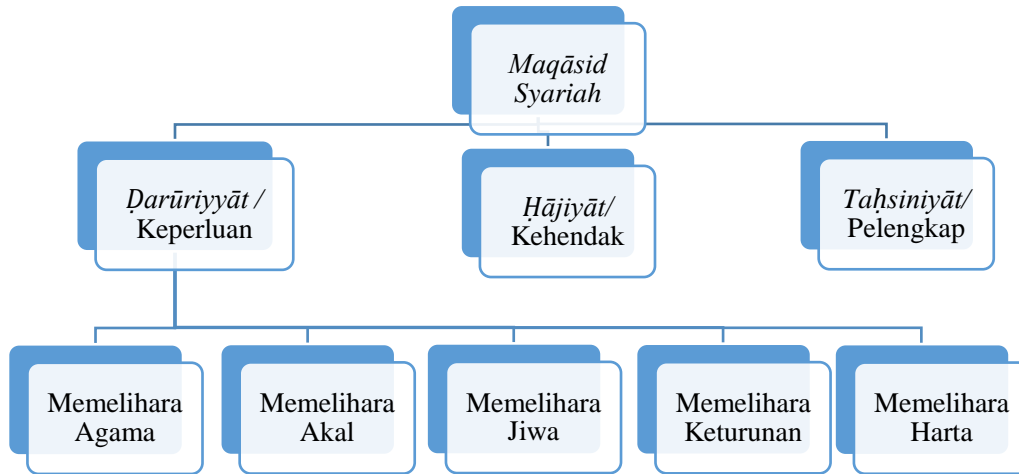 Maqāsid
Syariah
Ḍarūriyyāt /
Keperluan
Ḥājiyāt/
Kehendak
Taḥsiniyāt/
Pelengkap
Memelihara
Agama
Memelihara
Akal
Memelihara
Jiwa
Memelihara
Keturunan
Memelihara
Harta